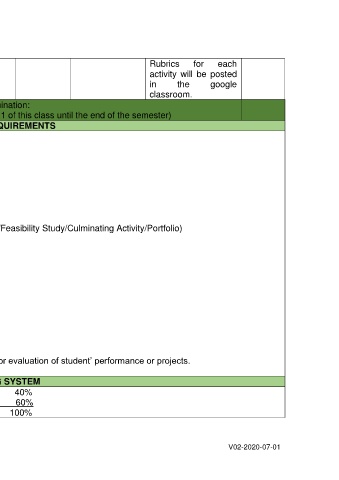 Rubrics for each
activity will be posted
in the google
classroom.
ination:
1 of this class until the end of the semester)
QUIREMENTS
/Feasibility Study/Culminating Activity/Portfolio)
or evaluation of student’ performance or projects.
SYSTEM
40%
60%
100%
V02-2020-07-01